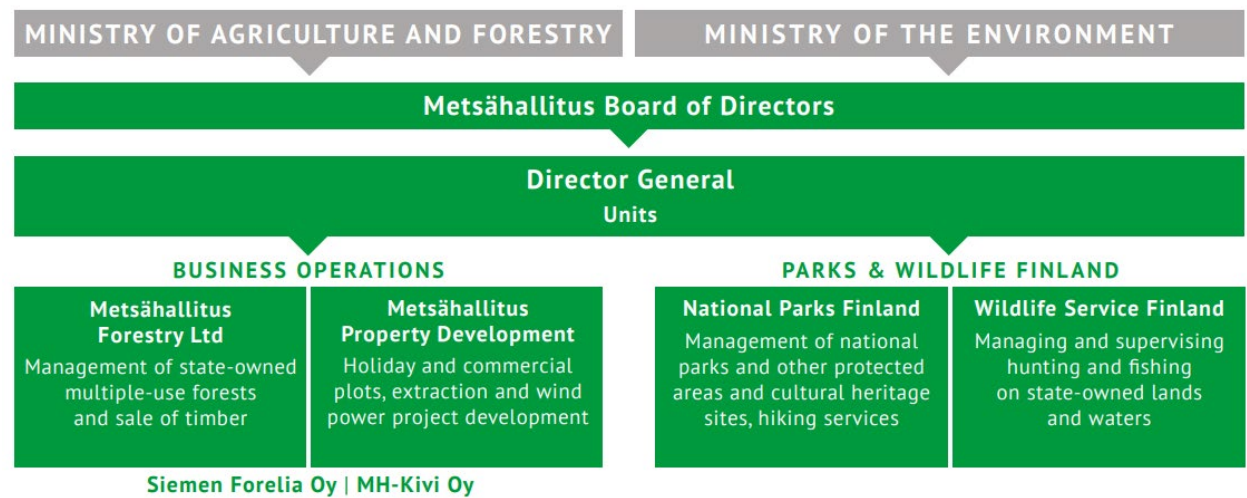 MINISTRY OF AGRICULTURE AND FORESTRY
MINISTRY OF THE ENVIRONMENT
Metsähallitus Board of Directors
Director General
Units
BUSINESS OPERATIONS
Metsähallitus
Forestry Ltd
Management of state-owned
multiple-use forests
and sale of timber
Metsähallitus
Property Development
Holiday and commercial
plots, extraction and wind
power project development
Siemen Forelia Oy | MH-Kivi Oy
PARKS & WILDLIFE FINLAND
National Parks Finland
Management of national
parks and other protected
areas and cultural heritage
sites, hiking services
Wildlife Service Finland
Managing and supervising
hunting and fishing
on state-owned lands
and waters